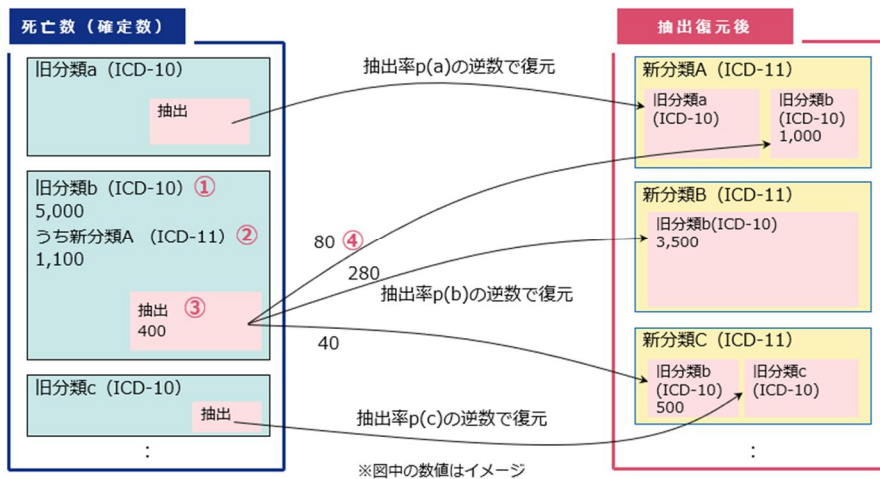 死亡数（確定数）
旧分類a（ICD-10）
抽出
旧分類b（ICD-10）①
5,000
うち新分類A （ICD-11）②
1,100
抽出 ③
400
旧分類c（ICD-10）
抽出
：
抽出率p(a)の逆数で復元
80 ④
280
抽出率p(b)の逆数で復元
40
抽出率p(c)の逆数で復元
※図中の数値はイメージ
抽出復元後
新分類A（ICD-11）
旧分類a
(ICD-10)
旧分類b
(ICD-10)
1,000
新分類B（ICD-11）
旧分類b(ICD-10)
3,500
新分類C（ICD-11）
旧分類b
(ICD-10)
500
旧分類c
(ICD-10)
：